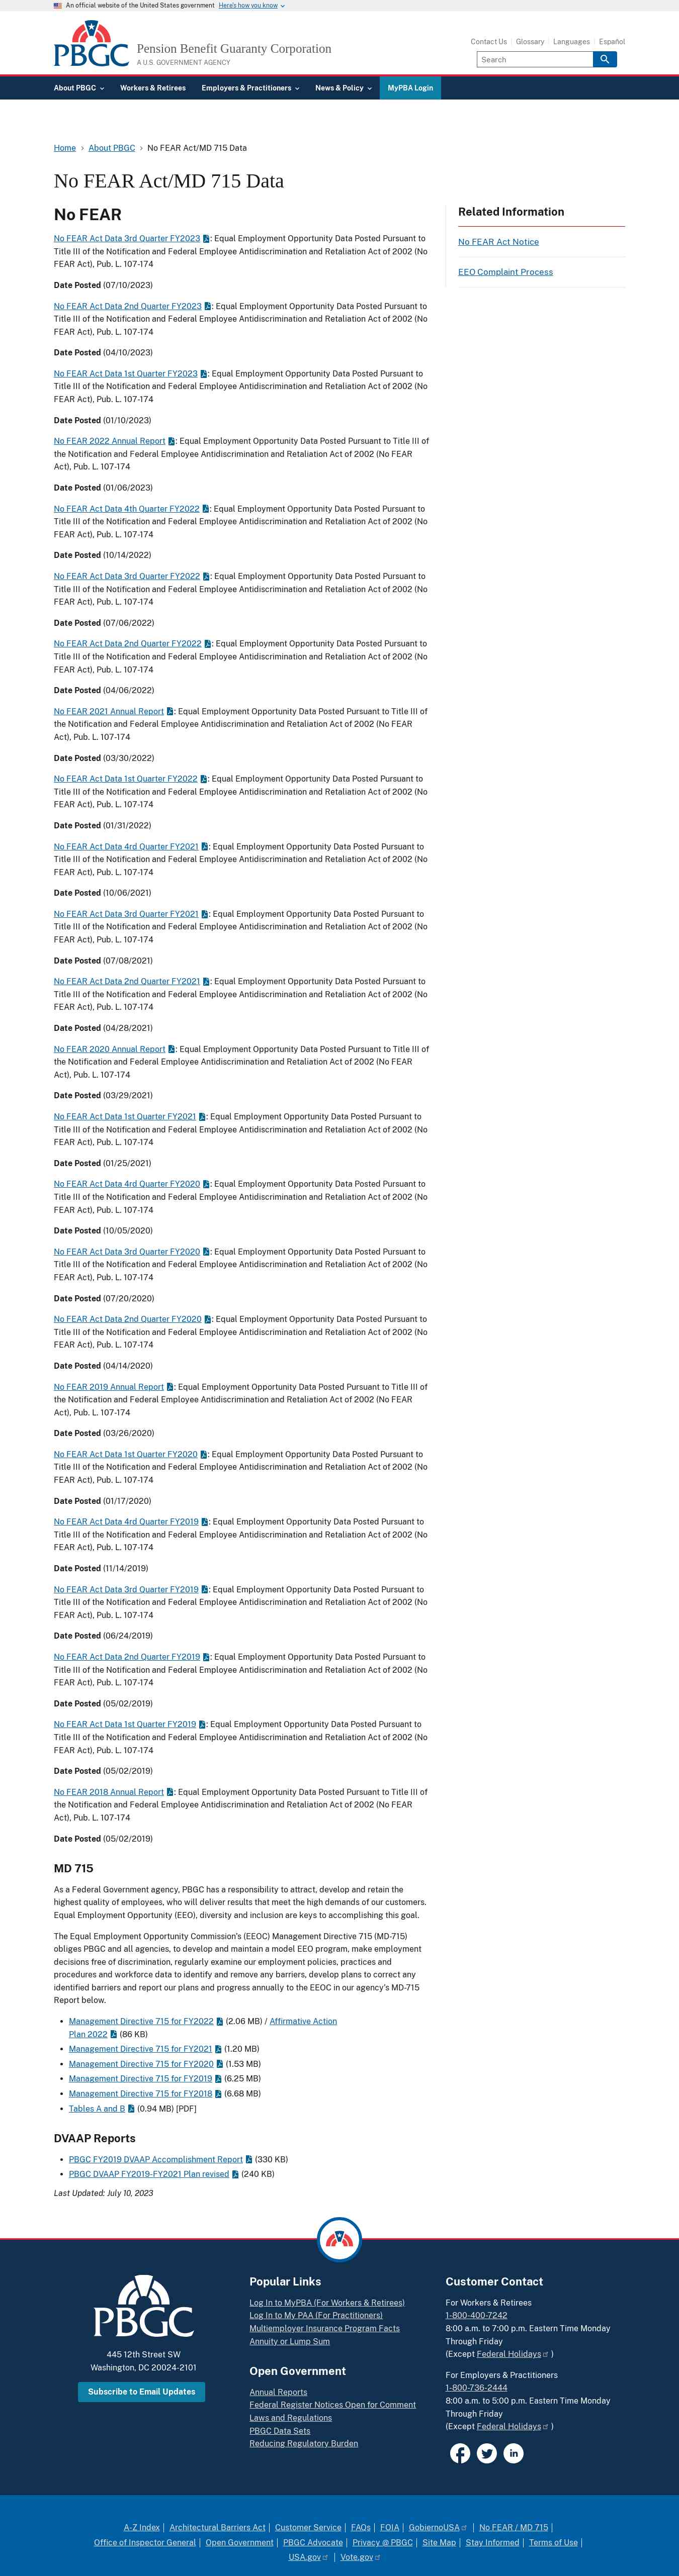 An official website of the United States government Here's how you know
PBGC
Pension Benefit Guaranty Corporation
A U.S. GOVERNMENT AGENCY
Contact Us | Glossary | Languages | Español
Search
About PBGC
Workers & Retirees
Employers & Practitioners
News & Policy
MyPBA Login
Home › About PBGC › No FEAR Act/MD 715 Data
No FEAR Act/MD 715 Data
No FEAR
No FEAR Act Data 3rd Quarter FY2023 : Equal Employment Opportunity Data Posted Pursuant to
Title III of the Notification and Federal Employee Antidiscrimination and Retaliation Act of 2002 (No
FEAR Act), Pub. L. 107-174
Date Posted (07/10/2023)
No FEAR Act Data 2nd Quarter FY2023 : Equal Employment Opportunity Data Posted Pursuant to
Title III of the Notification and Federal Employee Antidiscrimination and Retaliation Act of 2002 (No
FEAR Act), Pub. L. 107-174
Date Posted (04/10/2023)
No FEAR Act Data 1st Quarter FY2023 : Equal Employment Opportunity Data Posted Pursuant to
Title III of the Notification and Federal Employee Antidiscrimination and Retaliation Act of 2002 (No
FEAR Act), Pub. L. 107-174
Date Posted (01/10/2023)
No FEAR 2022 Annual Report : Equal Employment Opportunity Data Posted Pursuant to Title III of
the Notification and Federal Employee Antidiscrimination and Retaliation Act of 2002 (No FEAR
Act), Pub. L. 107-174
Date Posted (01/06/2023)
No FEAR Act Data 4th Quarter FY2022 : Equal Employment Opportunity Data Posted Pursuant to
Title III of the Notification and Federal Employee Antidiscrimination and Retaliation Act of 2002 (No
FEAR Act), Pub. L. 107-174
Date Posted (10/14/2022)
No FEAR Act Data 3rd Quarter FY2022 : Equal Employment Opportunity Data Posted Pursuant to
Title III of the Notification and Federal Employee Antidiscrimination and Retaliation Act of 2002 (No
FEAR Act), Pub. L. 107-174
Date Posted (07/06/2022)
No FEAR Act Data 2nd Quarter FY2022 : Equal Employment Opportunity Data Posted Pursuant to
Title III of the Notification and Federal Employee Antidiscrimination and Retaliation Act of 2002 (No
FEAR Act), Pub. L. 107-174
Date Posted (04/06/2022)
No FEAR 2021 Annual Report : Equal Employment Opportunity Data Posted Pursuant to Title III of
the Notification and Federal Employee Antidiscrimination and Retaliation Act of 2002 (No FEAR
Act), Pub. L. 107-174
Date Posted (03/30/2022)
No FEAR Act Data 1st Quarter FY2022 : Equal Employment Opportunity Data Posted Pursuant to
Title III of the Notification and Federal Employee Antidiscrimination and Retaliation Act of 2002 (No
FEAR Act), Pub. L. 107-174
Date Posted (01/31/2022)
No FEAR Act Data 4rd Quarter FY2021 : Equal Employment Opportunity Data Posted Pursuant to
Title III of the Notification and Federal Employee Antidiscrimination and Retaliation Act of 2002 (No
FEAR Act), Pub. L. 107-174
Date Posted (10/06/2021)
No FEAR Act Data 3rd Quarter FY2021 : Equal Employment Opportunity Data Posted Pursuant to
Title III of the Notification and Federal Employee Antidiscrimination and Retaliation Act of 2002 (No
FEAR Act), Pub. L. 107-174
Date Posted (07/08/2021)
No FEAR Act Data 2nd Quarter FY2021 : Equal Employment Opportunity Data Posted Pursuant to
Title III of the Notification and Federal Employee Antidiscrimination and Retaliation Act of 2002 (No
FEAR Act), Pub. L. 107-174
Date Posted (04/28/2021)
No FEAR 2020 Annual Report : Equal Employment Opportunity Data Posted Pursuant to Title III of
the Notification and Federal Employee Antidiscrimination and Retaliation Act of 2002 (No FEAR
Act), Pub. L. 107-174
Date Posted (03/29/2021)
No FEAR Act Data 1st Quarter FY2021 : Equal Employment Opportunity Data Posted Pursuant to
Title III of the Notification and Federal Employee Antidiscrimination and Retaliation Act of 2002 (No
FEAR Act), Pub. L. 107-174
Date Posted (01/25/2021)
No FEAR Act Data 4rd Quarter FY2020 : Equal Employment Opportunity Data Posted Pursuant to
Title III of the Notification and Federal Employee Antidiscrimination and Retaliation Act of 2002 (No
FEAR Act), Pub. L. 107-174
Date Posted (10/05/2020)
No FEAR Act Data 3rd Quarter FY2020 : Equal Employment Opportunity Data Posted Pursuant to
Title III of the Notification and Federal Employee Antidiscrimination and Retaliation Act of 2002 (No
FEAR Act), Pub. L. 107-174
Date Posted (07/20/2020)
No FEAR Act Data 2nd Quarter FY2020 : Equal Employment Opportunity Data Posted Pursuant to
Title III of the Notification and Federal Employee Antidiscrimination and Retaliation Act of 2002 (No
FEAR Act), Pub. L. 107-174
Date Posted (04/14/2020)
No FEAR 2019 Annual Report : Equal Employment Opportunity Data Posted Pursuant to Title III of
the Notification and Federal Employee Antidiscrimination and Retaliation Act of 2002 (No FEAR
Act), Pub. L. 107-174
Date Posted (03/26/2020)
No FEAR Act Data 1st Quarter FY2020 : Equal Employment Opportunity Data Posted Pursuant to
Title III of the Notification and Federal Employee Antidiscrimination and Retaliation Act of 2002 (No
FEAR Act), Pub. L. 107-174
Date Posted (01/17/2020)
No FEAR Act Data 4rd Quarter FY2019 : Equal Employment Opportunity Data Posted Pursuant to
Title III of the Notification and Federal Employee Antidiscrimination and Retaliation Act of 2002 (No
FEAR Act), Pub. L. 107-174
Date Posted (11/14/2019)
No FEAR Act Data 3rd Quarter FY2019 : Equal Employment Opportunity Data Posted Pursuant to
Title III of the Notification and Federal Employee Antidiscrimination and Retaliation Act of 2002 (No
FEAR Act), Pub. L. 107-174
Date Posted (06/24/2019)
No FEAR Act Data 2nd Quarter FY2019 : Equal Employment Opportunity Data Posted Pursuant to
Title III of the Notification and Federal Employee Antidiscrimination and Retaliation Act of 2002 (No
FEAR Act), Pub. L. 107-174
Date Posted (05/02/2019)
No FEAR Act Data 1st Quarter FY2019 : Equal Employment Opportunity Data Posted Pursuant to
Title III of the Notification and Federal Employee Antidiscrimination and Retaliation Act of 2002 (No
FEAR Act), Pub. L. 107-174
Date Posted (05/02/2019)
No FEAR 2018 Annual Report : Equal Employment Opportunity Data Posted Pursuant to Title III of
the Notification and Federal Employee Antidiscrimination and Retaliation Act of 2002 (No FEAR
Act), Pub. L. 107-174
Date Posted (05/02/2019)
MD 715
As a Federal Government agency, PBGC has a responsibility to attract, develop and retain the
highest quality of employees, who will deliver results that meet the high demands of our customers.
Equal Employment Opportunity (EEO), diversity and inclusion are keys to accomplishing this goal.
The Equal Employment Opportunity Commission's (EEOC) Management Directive 715 (MD-715)
obliges PBGC and all agencies, to develop and maintain a model EEO program, make employment
decisions free of discrimination, regularly examine our employment policies, practices and
procedures and workforce data to identify and remove any barriers, develop plans to correct any
identified barriers and report our plans and progress annually to the EEOC in our agency's MD-715
Report below.
• Management Directive 715 for FY2022 (2.06 MB) / Affirmative Action
Plan 2022 (86 KB)
• Management Directive 715 for FY2021 (1.20 MB)
• Management Directive 715 for FY2020 (1.53 MB)
• Management Directive 715 for FY2019 (6.25 MB)
• Management Directive 715 for FY2018 (6.68 MB)
• Tables A and B (0.94 MB) [PDF]
DVAAP Reports
• PBGC FY2019 DVAAP Accomplishment Report (330 KB)
• PBGC DVAAP FY2019-FY2021 Plan revised (240 KB)
Last Updated: July 10, 2023
Related Information
No FEAR Act Notice
EEO Complaint Process
PBGC
445 12th Street SW
Washington, DC 20024-2101
Subscribe to Email Updates
Popular Links
Log In to MyPBA (For Workers & Retirees)
Log In to My PAA (For Practitioners)
Multiemployer Insurance Program Facts
Annuity or Lump Sum
Open Government
Annual Reports
Federal Register Notices Open for Comment
Laws and Regulations
PBGC Data Sets
Reducing Regulatory Burden
Customer Contact
For Workers & Retirees
1-800-400-7242
8:00 a.m. to 7:00 p.m. Eastern Time Monday
Through Friday
(Except Federal Holidays )
For Employers & Practitioners
1-800-736-2444
8:00 a.m. to 5:00 p.m. Eastern Time Monday
Through Friday
(Except Federal Holidays )
A-Z Index | Architectural Barriers Act | Customer Service | FAQs | FOIA | GobiernoUSA | No FEAR / MD 715 |
Office of Inspector General | Open Government | PBGC Advocate | Privacy @ PBGC | Site Map | Stay Informed | Terms of Use |
USA.gov | Vote.gov